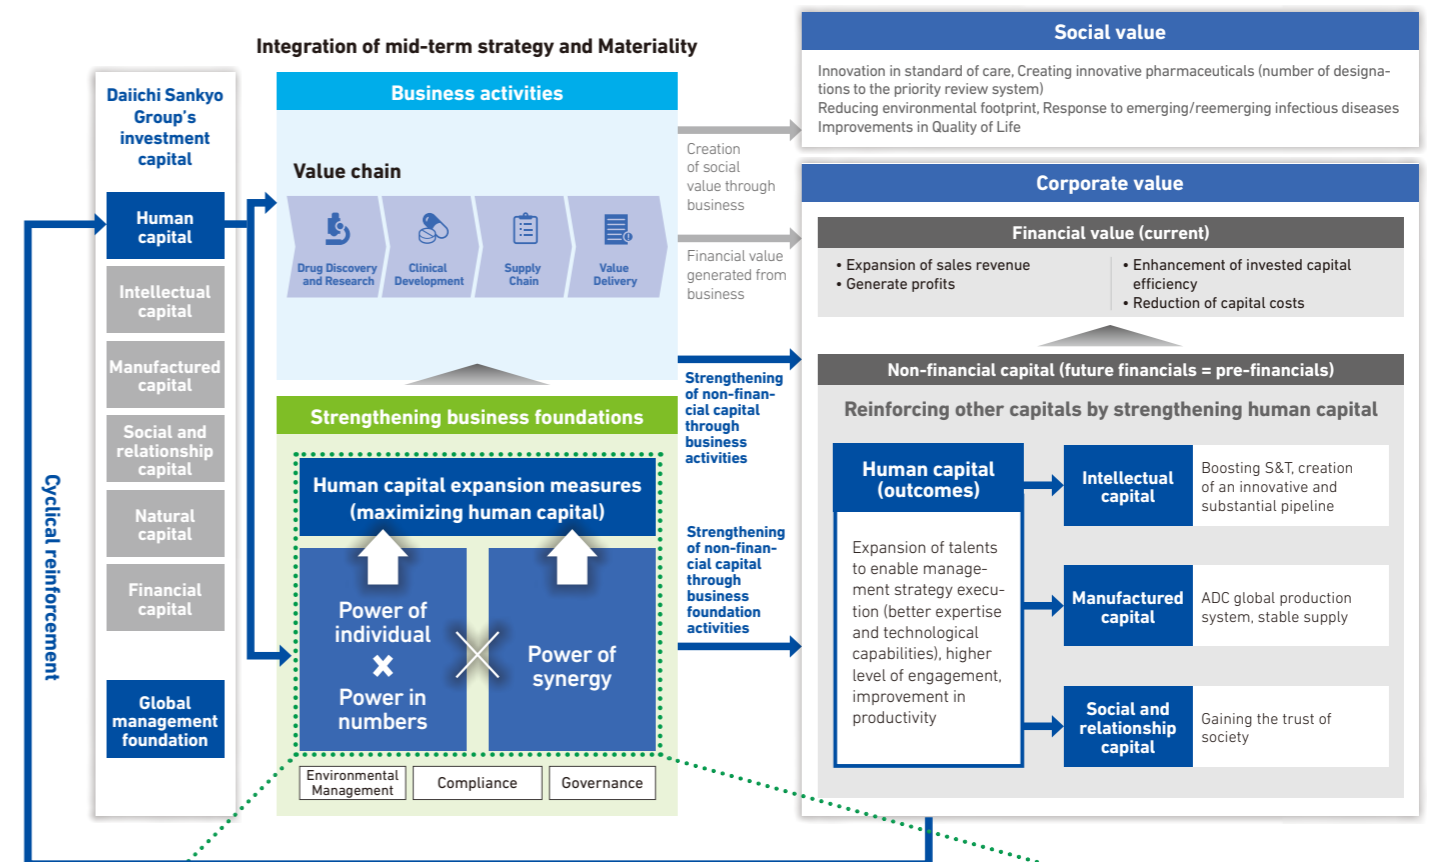 Integration of mid-term strategy and Materiality
Daiichi Sankyo
Group's
investment
capital
Human
capital
Intellectual
capital
Manufactured
capital
Social and
relationship
capital
Natural
capital
Financial
capital
Global
management
foundation
Cyclical reinforcement
Business activities
Value chain
Drug Discovery
and Research
Clinical
Development
Supply
Chain
Value
Delivery
Strengthening business foundations
Human capital expansion measures
(maximizing human capital)
Power of
individual
×
Power in
numbers
Power of
synergy
Environmental
Management
Compliance
Governance
Creation
of social
value through
business
Financial value
generated from
business
Strengthening
of non-finan-
cial capital
through
business
activities
Strengthening
of non-finan-
cial capital
through
business
foundation
activities
Social value
Innovation in standard of care, Creating innovative pharmaceuticals (number of designa-
tions to the priority review system)
Reducing environmental footprint, Response to emerging/reemerging infectious diseases
Improvements in Quality of Life
Corporate value
Financial value (current)
• Expansion of sales revenue
• Generate profits
• Enhancement of invested capital
efficiency
• Reduction of capital costs
Non-financial capital (future financials = pre-financials)
Reinforcing other capitals by strengthening human capital
Human capital
(outcomes)
Expansion of talents
to enable manage-
ment strategy execu-
tion (better expertise
and technological
capabilities), higher
level of engagement,
improvement in
productivity
Intellectual
capital
Boosting S&T, creation
of an innovative and
substantial pipeline
Manufactured
capital
ADC global production
system, stable supply
Social and
relationship
capital
Gaining the trust of
society